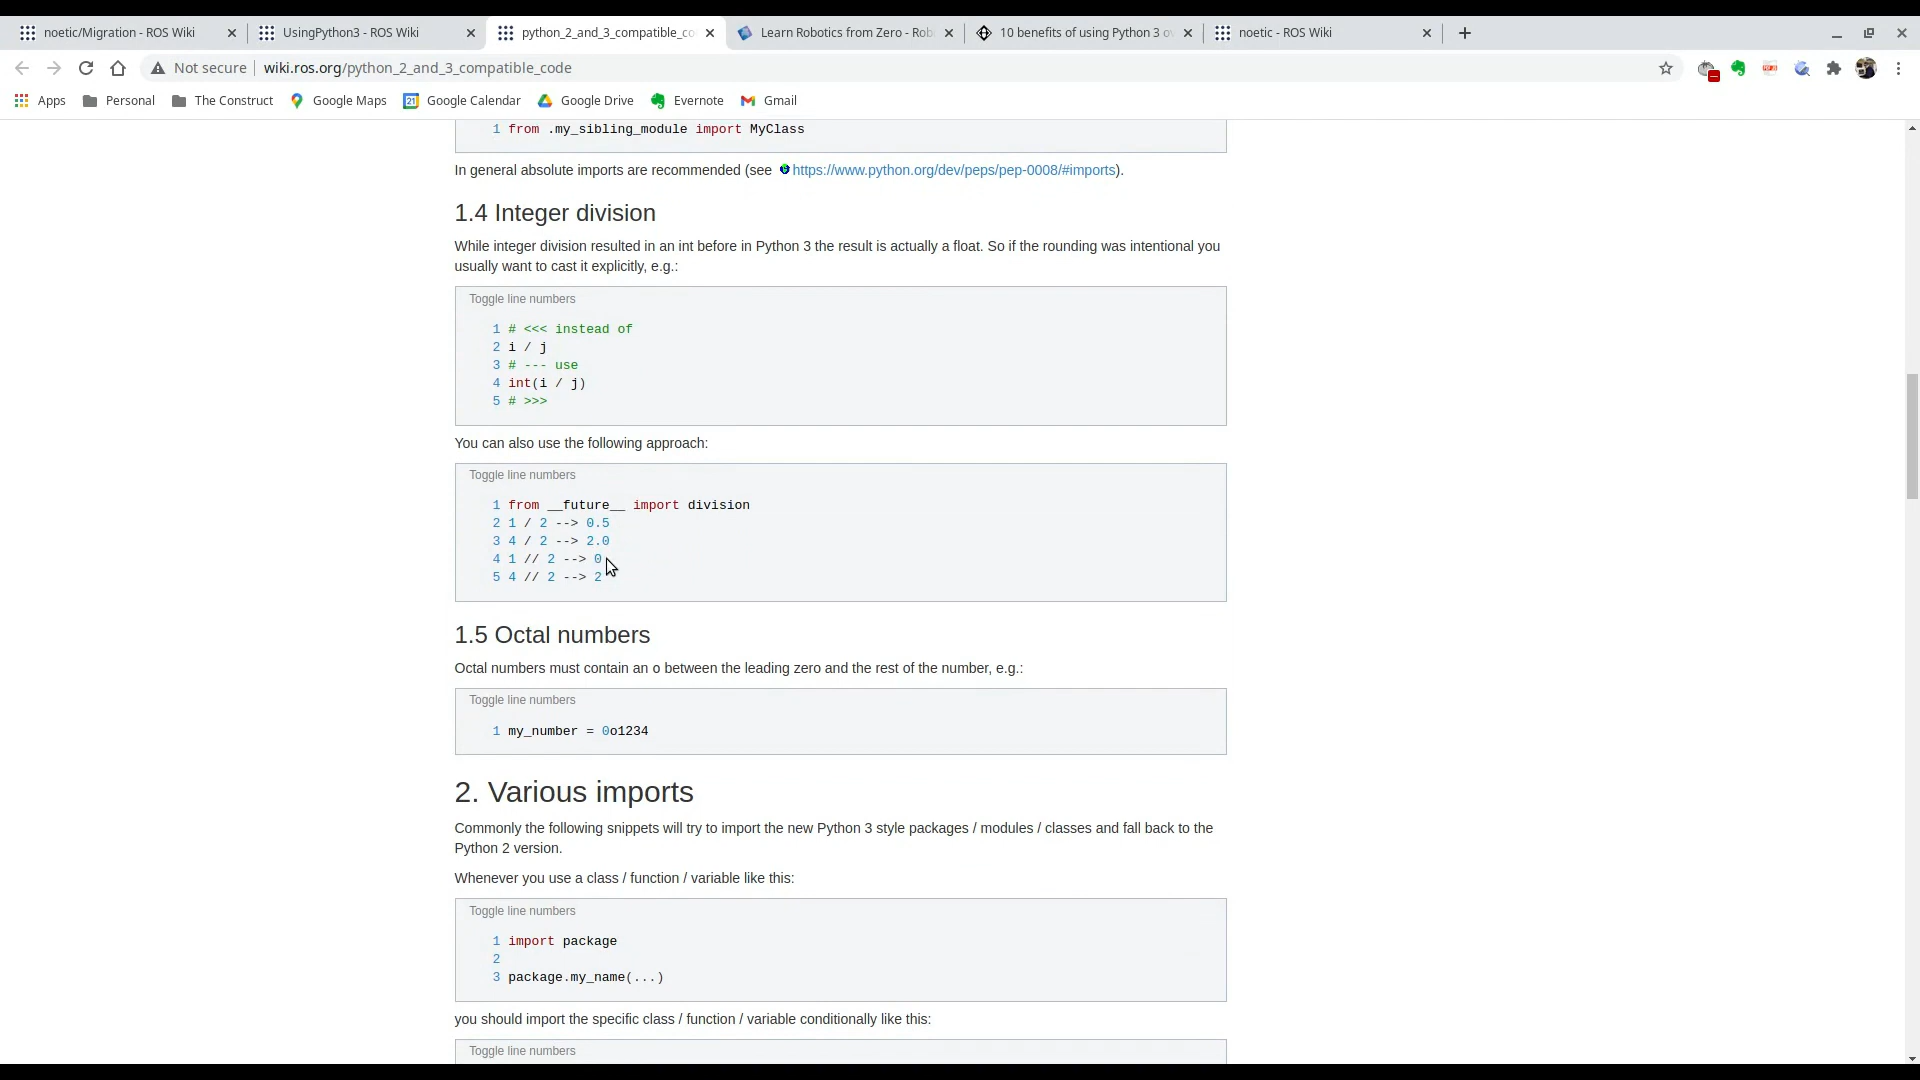 noetic/Migration - ROS Wiki
UsingPython3 - ROS Wiki
python_2_and_3_compatible_co
Learn Robotics from Zero - Rob
10 benefits of using Python 3 o
noetic - ROS Wiki
Not secure
wiki.ros.org/python_2_and_3_compatible_code
Apps
Personal
The Construct
Google Maps
Google Calendar
Google Drive
Evernote
Gmail
1 from .my_sibling_module import MyClass
In general absolute imports are recommended (see https://www.python.org/dev/peps/pep-0008/#imports).
1.4 Integer division
While integer division resulted in an int before in Python 3 the result is actually a float. So if the rounding was intentional you
usually want to cast it explicitly, e.g.:
Toggle line numbers
1 # <<< instead of
2 i / j
3 # --- use
4 int(i / j)
5 # >>>
You can also use the following approach:
Toggle line numbers
1 from __future__ import division
2 1 / 2 --> 0.5
3 4 / 2 --> 2.0
4 1 // 2 --> 0
5 4 // 2 --> 2
1.5 Octal numbers
Octal numbers must contain an o between the leading zero and the rest of the number, e.g.:
Toggle line numbers
1 my_number = 0o1234
2. Various imports
Commonly the following snippets will try to import the new Python 3 style packages / modules / classes and fall back to the
Python 2 version.
Whenever you use a class / function / variable like this:
Toggle line numbers
1 import package
2
3 package.my_name(...)
you should import the specific class / function / variable conditionally like this:
Toggle line numbers